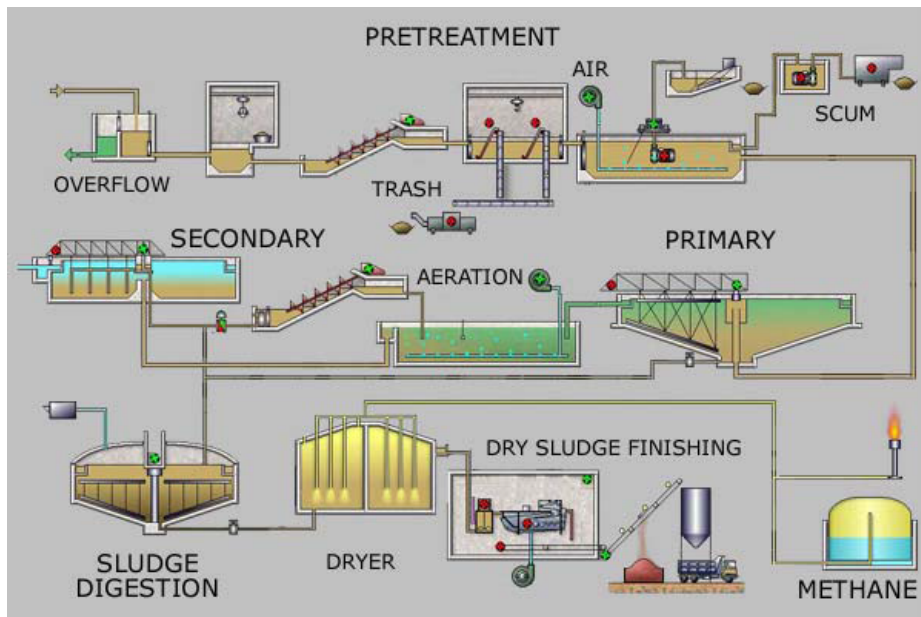 PRETREATMENT
AIR
SCUM
OVERFLOW
TRASH
SECONDARY
AERATION
PRIMARY
DRY SLUDGE FINISHING
SLUDGE
DIGESTION
DRYER
METHANE